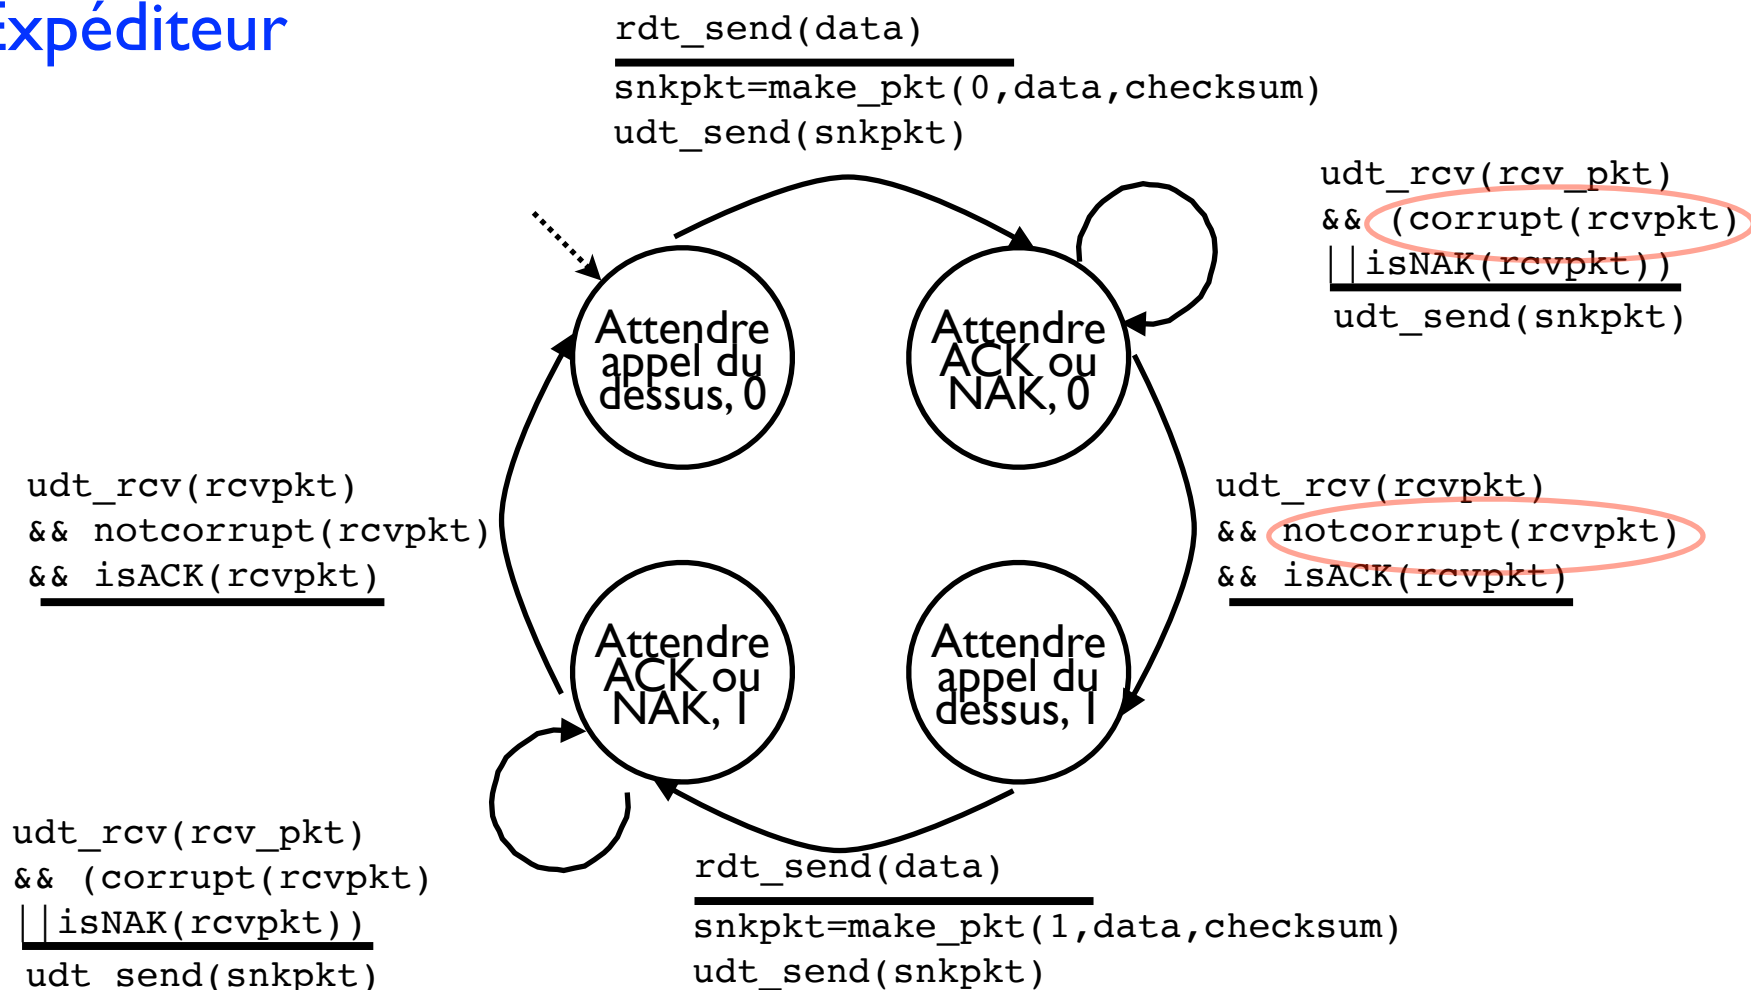 Expéditeur
rdt_send(data)
snkpkt=make_pkt(0,data,checksum)
udt_send(snkpkt)
udt_rcv(rcv_pkt)
&& (corrupt(rcvpkt)
||isNAK(rcvpkt))
udt_send(snkpkt)
Attendre
appel du
dessus, 0
Attendre
ACK ou
NAK, 0
udt_rcv(rcvpkt)
&& notcorrupt(rcvpkt)
&& isACK(rcvpkt)
udt_rcv(rcvpkt)
&& notcorrupt(rcvpkt)
&& isACK(rcvpkt)
Attendre
ACK ou
NAK, 1
Attendre
appel du
dessus, 1
udt_rcv(rcv_pkt)
&& (corrupt(rcvpkt)
||isNAK(rcvpkt))
udt_send(snkpkt)
rdt_send(data)
snkpkt=make_pkt(1,data,checksum)
udt_send(snkpkt)